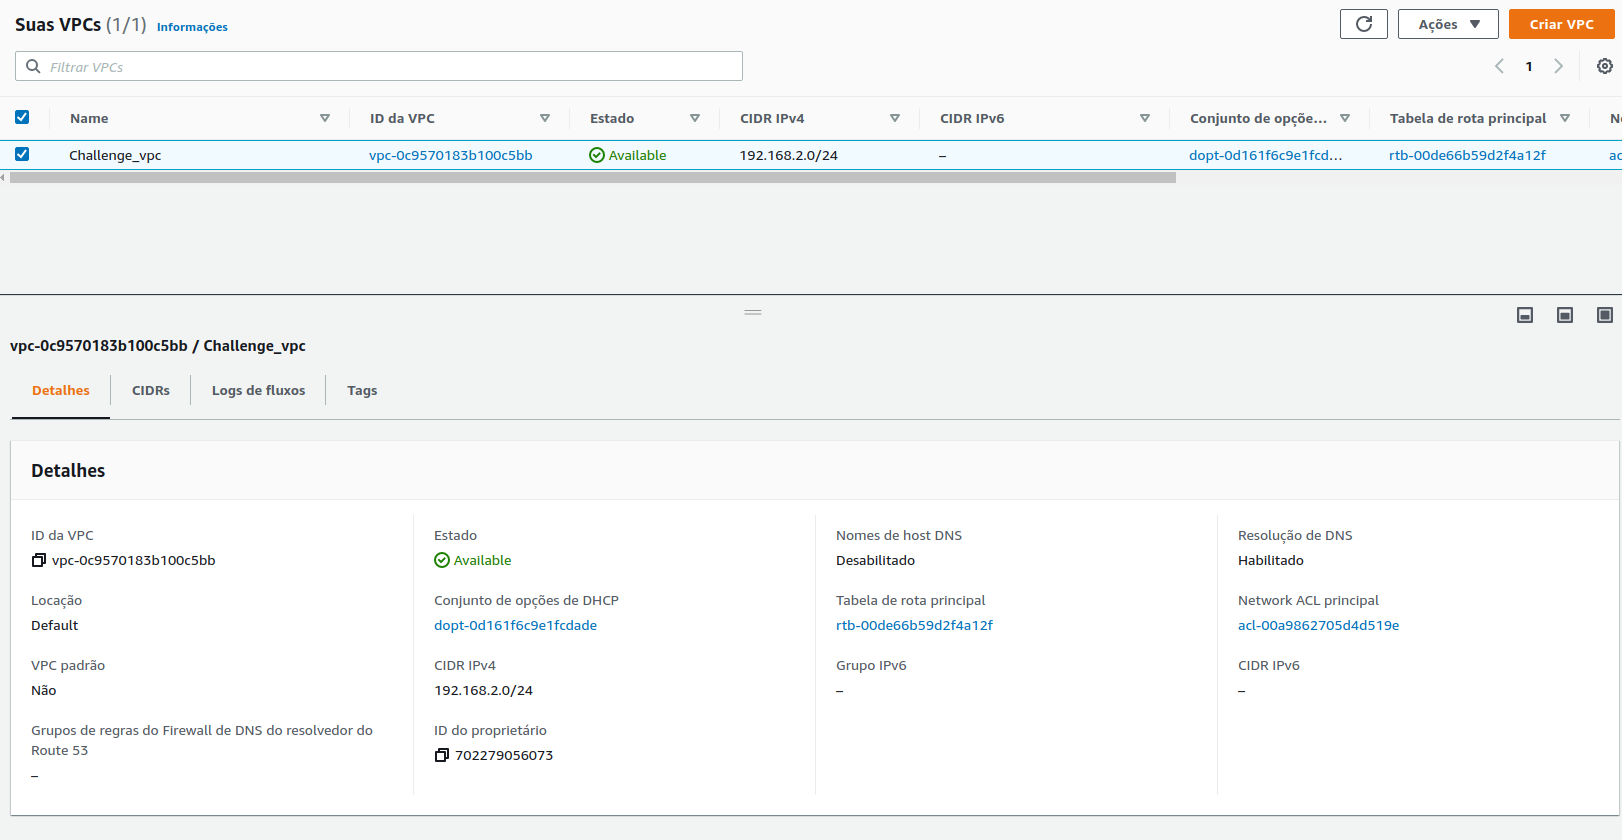 Suas VPCs (1/1) Informações
Ações
Criar VPC
Filtrar VPCs
1
Name ID da VPC Estado CIDR IPv4 CIDR IPv6 Conjunto de opçõe... Tabela de rota principal
Challenge_vpc vpc-0c9570183b100c5bb Available 192.168.2.0/24 – dopt-0d161f6c9e1fcd... rtb-00de66b59d2f4a12f
vpc-0c9570183b100c5bb / Challenge_vpc
Detalhes CIDRs Logs de fluxos Tags
Detalhes
ID da VPC
vpc-0c9570183b100c5bb
Locação
Default
VPC padrão
Não
Grupos de regras do Firewall de DNS do resolvedor do
Route 53
–
Estado
Available
Conjunto de opções de DHCP
dopt-0d161f6c9e1fcdade
CIDR IPv4
192.168.2.0/24
ID do proprietário
702279056073
Nomes de host DNS
Desabilitado
Tabela de rota principal
rtb-00de66b59d2f4a12f
Grupo IPv6
–
Resolução de DNS
Habilitado
Network ACL principal
acl-00a9862705d4d519e
CIDR IPv6
–